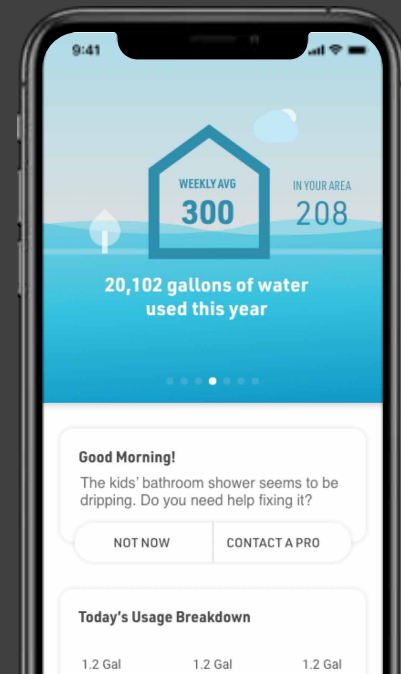 9:41
WEEKLY AVG
300
IN YOUR AREA
208
20,102 gallons of water
used this year
Good Morning!
The kids' bathroom shower seems to be
dripping. Do you need help fixing it?
NOT NOW
CONTACT A PRO
Today's Usage Breakdown
1.2 Gal 1.2 Gal 1.2 Gal